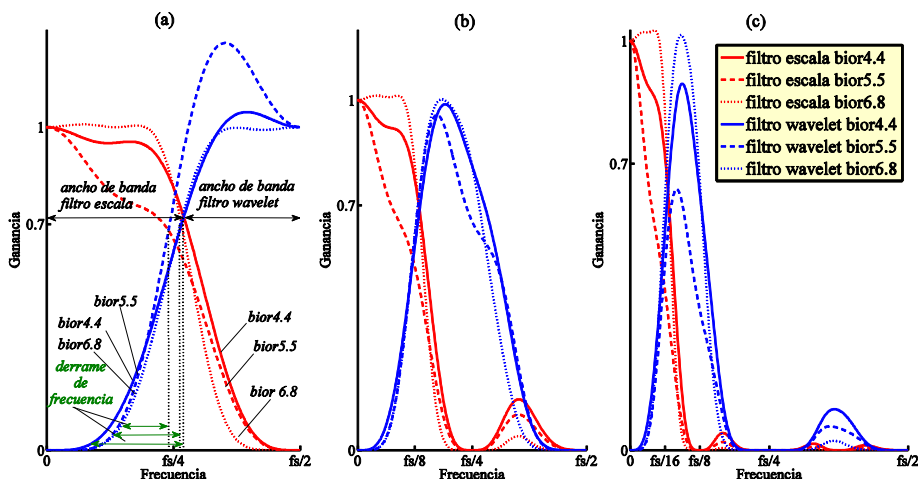 (a)
Ganancia
1
0.7
0
ancho de banda
filtro escala
ancho de banda
filtro wavelet
bior5.5
bior4.4
bior6.8
derrame
de
frecuencia
bior4.4
bior5.5
bior 6.8
0
fs/4
fs/2
Frecuencia
(b)
Ganancia
1
0.7
0
0
fs/8
fs/4
fs/2
Frecuencia
(c)
Ganancia
1
0.7
0
filtro escala bior4.4
filtro escala bior5.5
filtro escala bior6.8
filtro wavelet bior4.4
filtro wavelet bior5.5
filtro wavelet bior6.8
0
fs/16
fs/8
fs/4
fs/2
Frecuencia